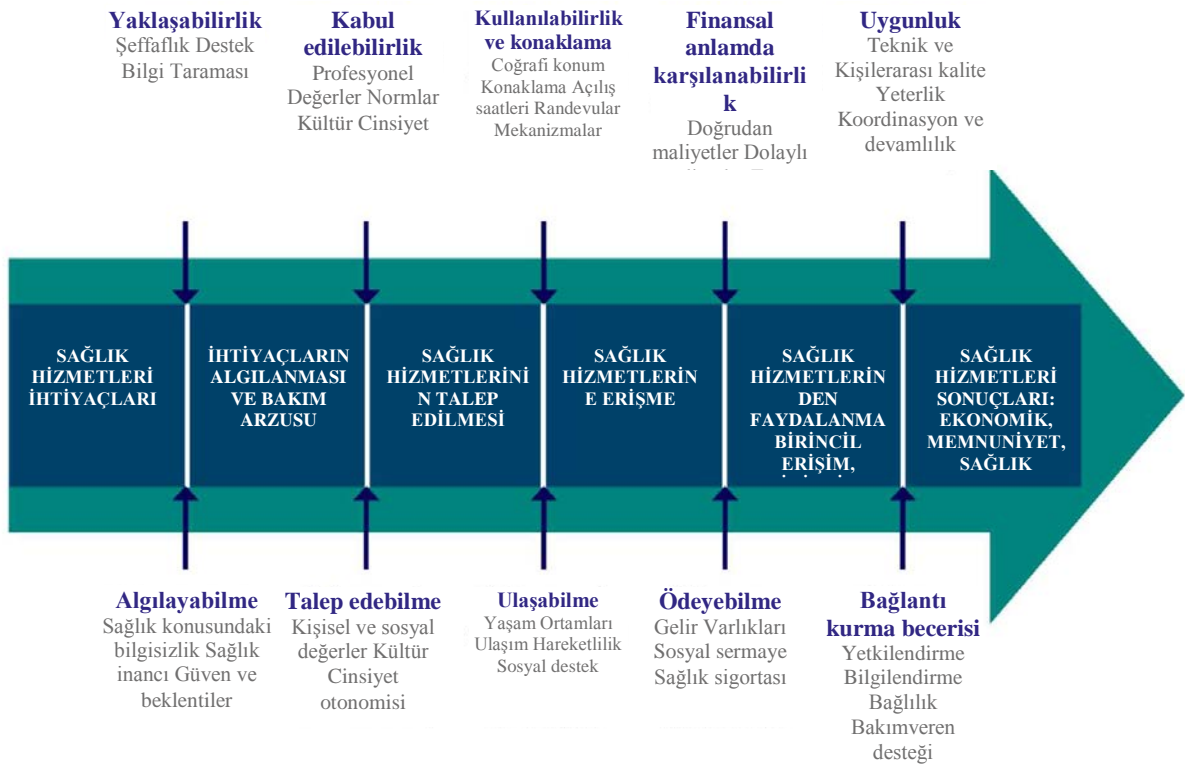 Yaklaşabilirlik
Şeffaflık Destek
Bilgi Taraması
Kabul
edilebilirlik
Profesyonel
Değerler Normlar
Kültür Cinsiyet
Kullanılabilirlik
ve konaklama
Coğrafi konum
Konaklama Açılış
saatleri Randevular
Mekanizmalar
Finansal
anlamda
karşılanabilirli
k
Doğrudan
maliyetler Dolaylı
Uygunluk
Teknik ve
Kişilerarası kalite
Yeterlik
Koordinasyon ve
devamlılık
SAĞLIK
HİZMETLERİ
İHTİYAÇLARI
İHTİYAÇLARIN
ALGILANMASI
VE BAKIM
ARZUSU
SAĞLIK
HİZMETLERİNİ
N TALEP
EDİLMESİ
SAĞLIK
HİZMETLERİN
E ERİŞME
SAĞLIK
HİZMETLERİN
DEN
FAYDALANMA
BİRİNCİL
ERİŞİM,
SAĞLIK
HİZMETLERİ
SONUÇLARI:
EKONOMİK,
MEMNUNİYET,
SAĞLIK
Algılayabilme
Sağlık konusundaki
bilgisizlik Sağlık
inancı Güven ve
beklentiler
Talep edebilme
Kişisel ve sosyal
değerler Kültür
Cinsiyet
otonomisi
Ulaşabilme
Yaşam Ortamları
Ulaşım Hareketlilik
Sosyal destek
Ödeyebilme
Gelir Varlıkları
Sosyal sermaye
Sağlık sigortası
Bağlantı
kurma becerisi
Yetkilendirme
Bilgilendirme
Bağlılık
Bakımveren
desteği